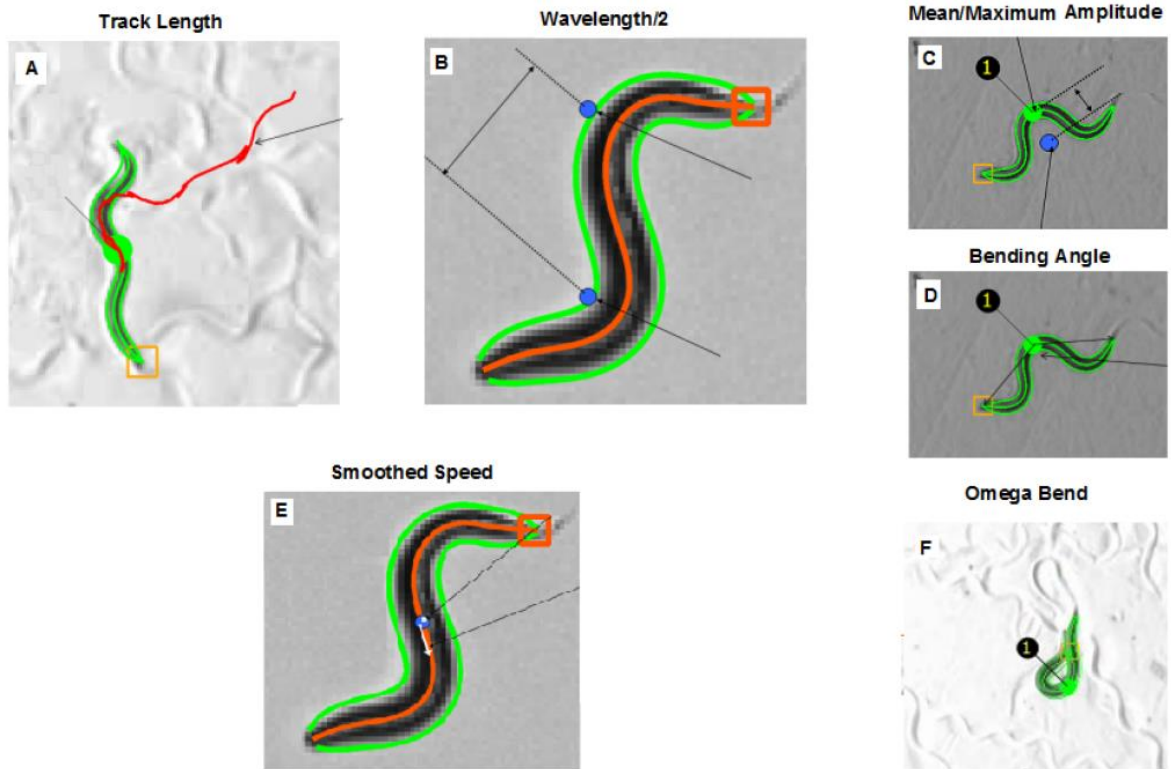 Track Length
A
Wavelength/2
B
Mean/Maximum Amplitude
C
1
Bending Angle
D
1
Smoothed Speed
E
Omega Bend
F
1